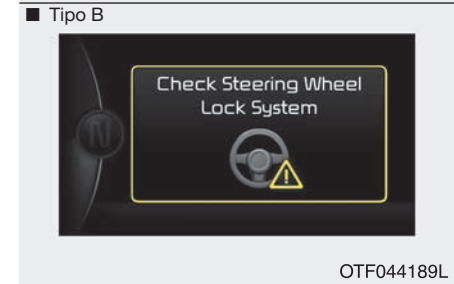 ■ Tipo B
N
Check Steering Wheel
Lock System
OTF044189L